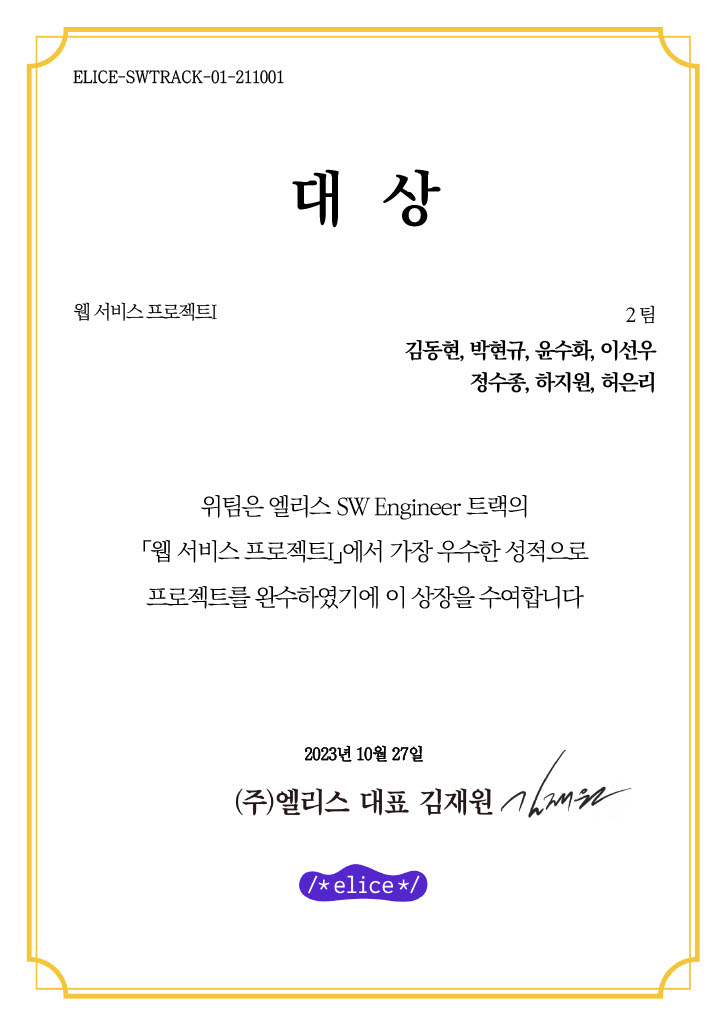 ELICE-SWTRACK-01-211001
대 상
웹 서비스 프로젝트I
2 팀
김동현, 박현규, 윤수화, 이선우
정수종, 하지원, 허은리
위팀은 엘리스 SW Engineer 트랙의
「웹 서비스 프로젝트I」에서 가장 우수한 성적으로
프로젝트를 완수하였기에 이 상장을 수여합니다
2023년 10월 27일
(주)엘리스 대표 김재원 김재원
/*elice*/